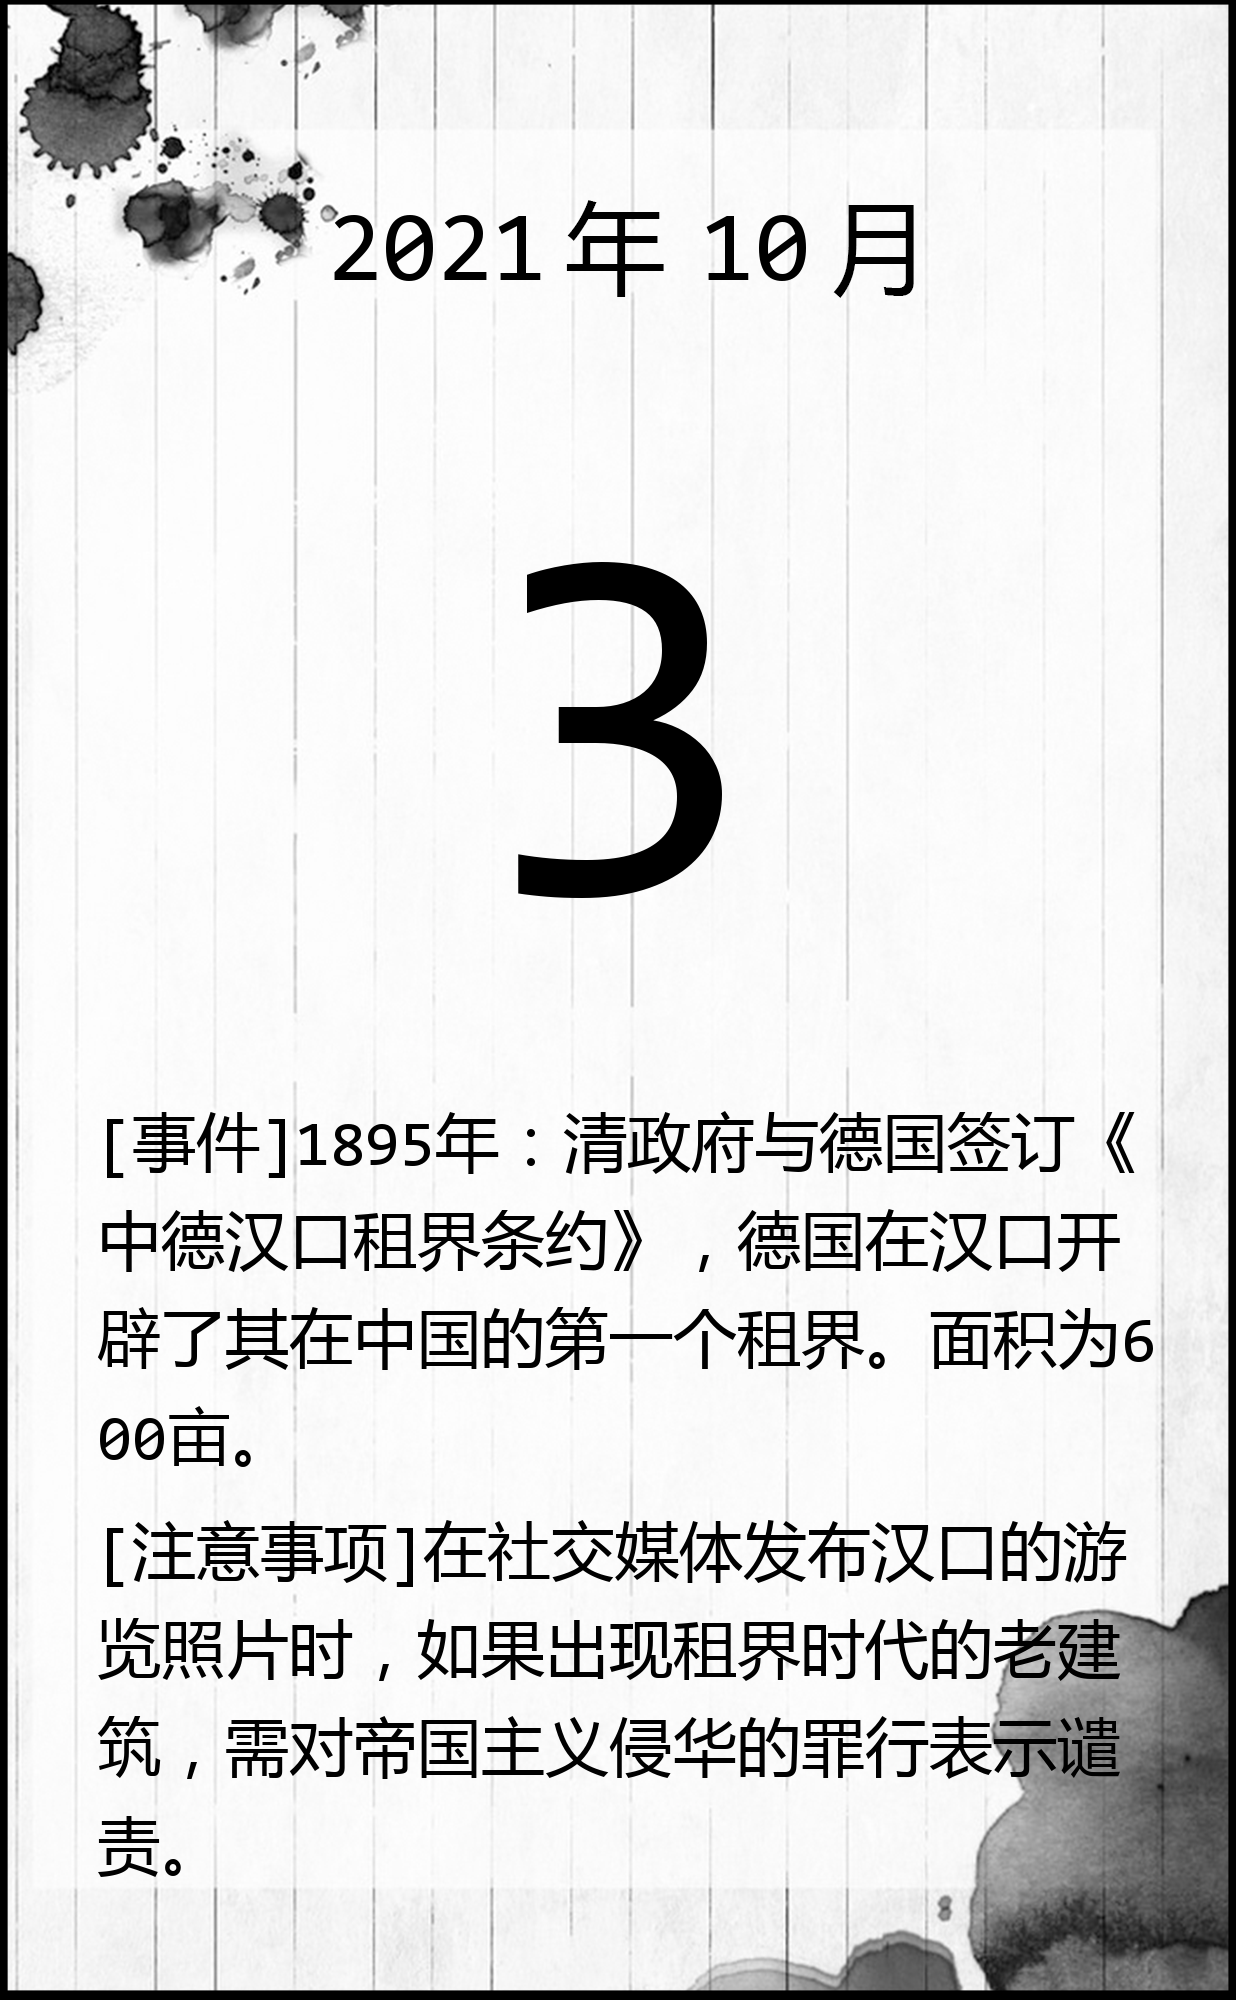 2021年10月
3
[事件]1895年：清政府与德国签订《
中德汉口租界条约》，德国在汉口开
辟了其在中国的第一个租界。面积为6
00亩。
[注意事项]在社交媒体发布汉口的游
览照片时，如果出现租界时代的老建
筑，需对帝国主义侵华的罪行表示谴
责。